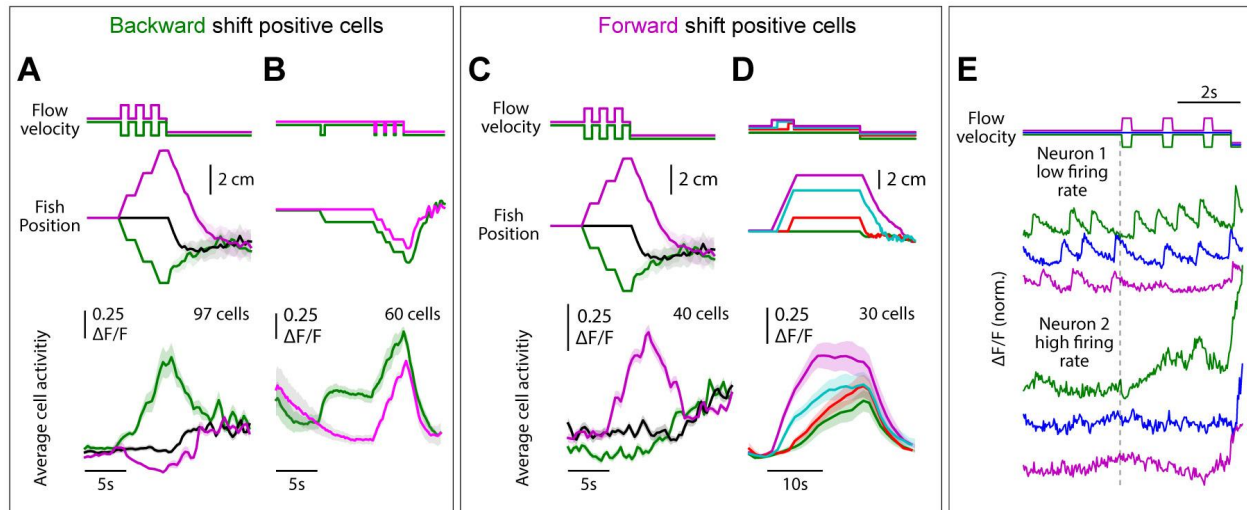 Backward shift positive cells
Forward shift positive cells
A
B
C
D
E
Flow
velocity
Fish
Position
2 cm
0.25
ΔF/F
97 cells
0.25
ΔF/F
60 cells
Average cell activitiy
5s
5s
Flow
velocity
Fish
Position
2 cm
2 cm
0.25
ΔF/F
40 cells
0.25
ΔF/F
30 cells
Average cell activitiy
5s
10s
2s
Flow
velocity
Neuron 1
low firing
rate
ΔF/F (norm.)
Neuron 2
high firing
rate